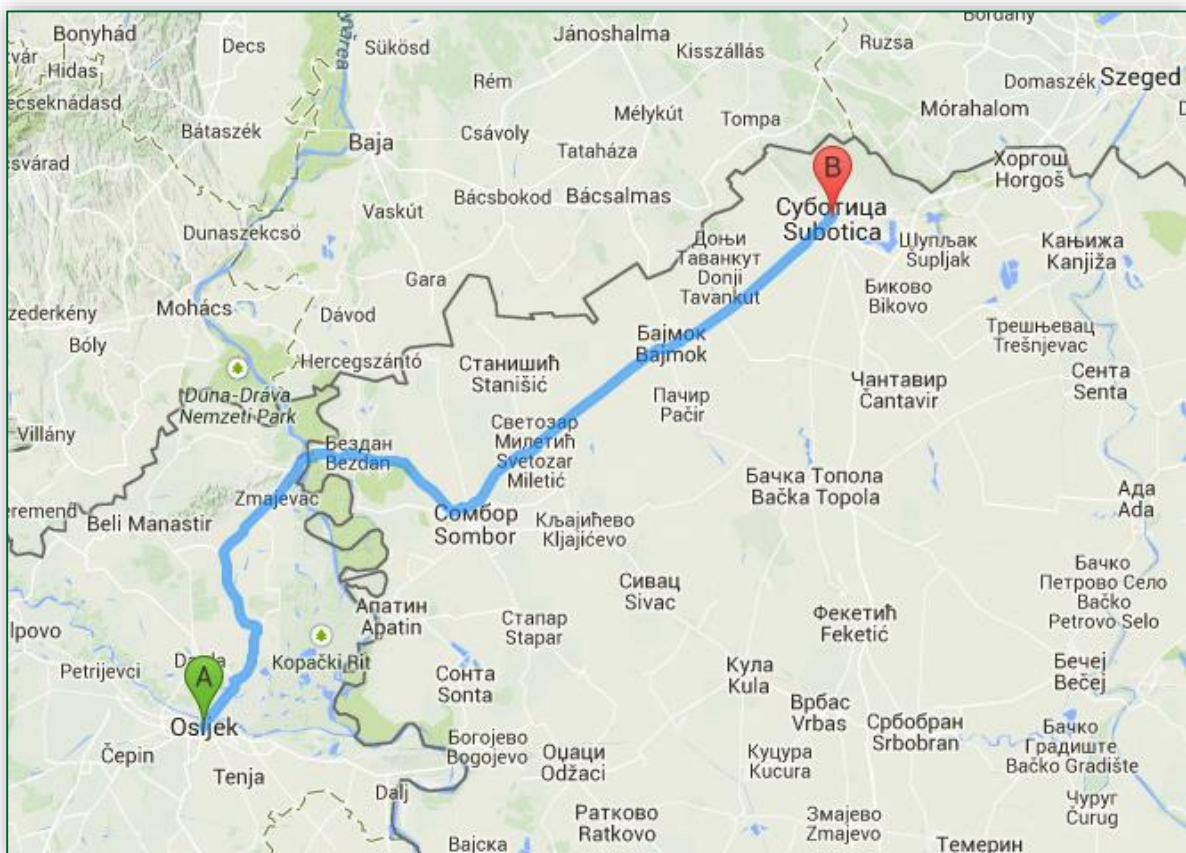 Bonyhád
Decs
Sükösd
Jánoshalma
Kisszállás
Ruzsa
Hidas
Rém
Domaszék
Szeged
Mórahalom
Bátaszék
Csávoly
Mélykút
Tompa
Baja
Tataháza
Хоргош
Horgoš
B
Bácsbokod
Bácsalmas
Vaskút
Суботица
Subotica
Dunaszekcső
Доњи
Таванкут
Donji
Tavankut
Шупљак
Šupljak
Кањижа
Kanjiža
Gara
Биково
Bikovo
Mohács
Dávod
Bóly
Бајмок
Bajmok
Трешњевац
Trešnjevac
Hercegszántó
Станишић
Stanišić
Сента
Senta
Чантавир
Čantavir
Duna-Dráva
Nemzeti Park
Пачир
Pačir
Villány
Светозар
Милетић
Svetozar
Miletić
Бездан
Bezdan
Бачка Топола
Bačka Topola
Zmajevac
Ада
Ada
Beli Manastir
Сомбор
Sombor
Кљајићево
Kljajićevo
Бачко
Петрово Село
Bačko
Petrovo Selo
Сивац
Sivac
Апатин
Apatin
Стапар
Stapar
Фекетић
Feketić
Petrijevci
Kopački Rit
A
Сонта
Sonta
Кула
Kula
Бечеј
Bečej
Врбас
Vrbas
Србобран
Srbobran
Osijek
Čepin
Богојево
Bogojevo
Оџаци
Odžaci
Куцура
Kucura
Бачко
Градиште
Bačko Gradište
Tenja
Dalj
Чуруг
Čurug
Ратково
Ratkovo
Змајево
Zmajevo
Вајска
Темерин